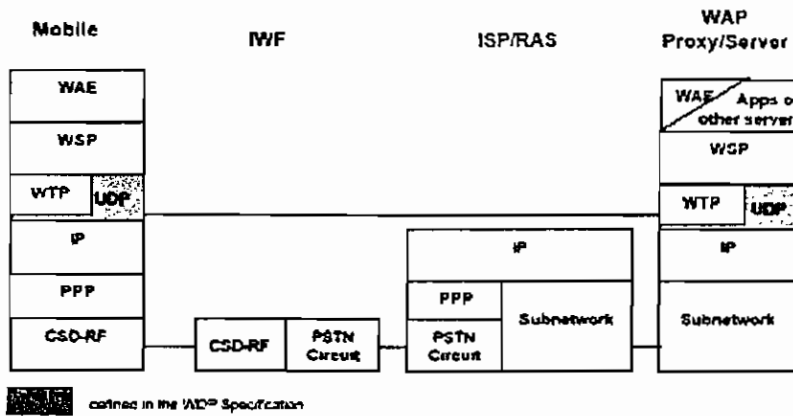 Mobile
IWF
ISP/RAS
WAP
Proxy/Server
WAE
WSP
WTP
UDP
IP
PPP
CSD-RF
CSD-RF
PSTN
Circuit
IP
PPP
PSTN
Circuit
Subnetwork
WAE
Apps o
other server
WSP
WTP
UDP
IP
Subnetwork
defined in the WDP Specification